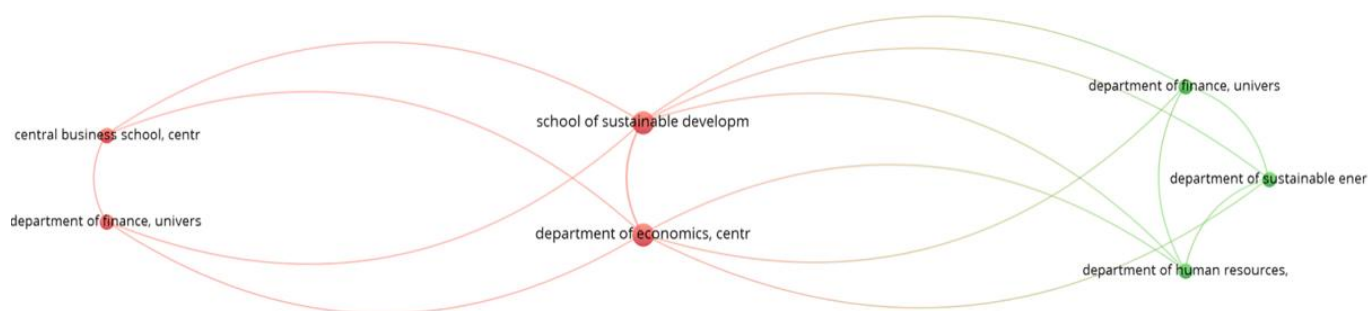 department of finance, univers
school of sustainable developm
central business school, centr
department of sustainable ener
department of finance, univers
department of economics, centr
department of human resources,